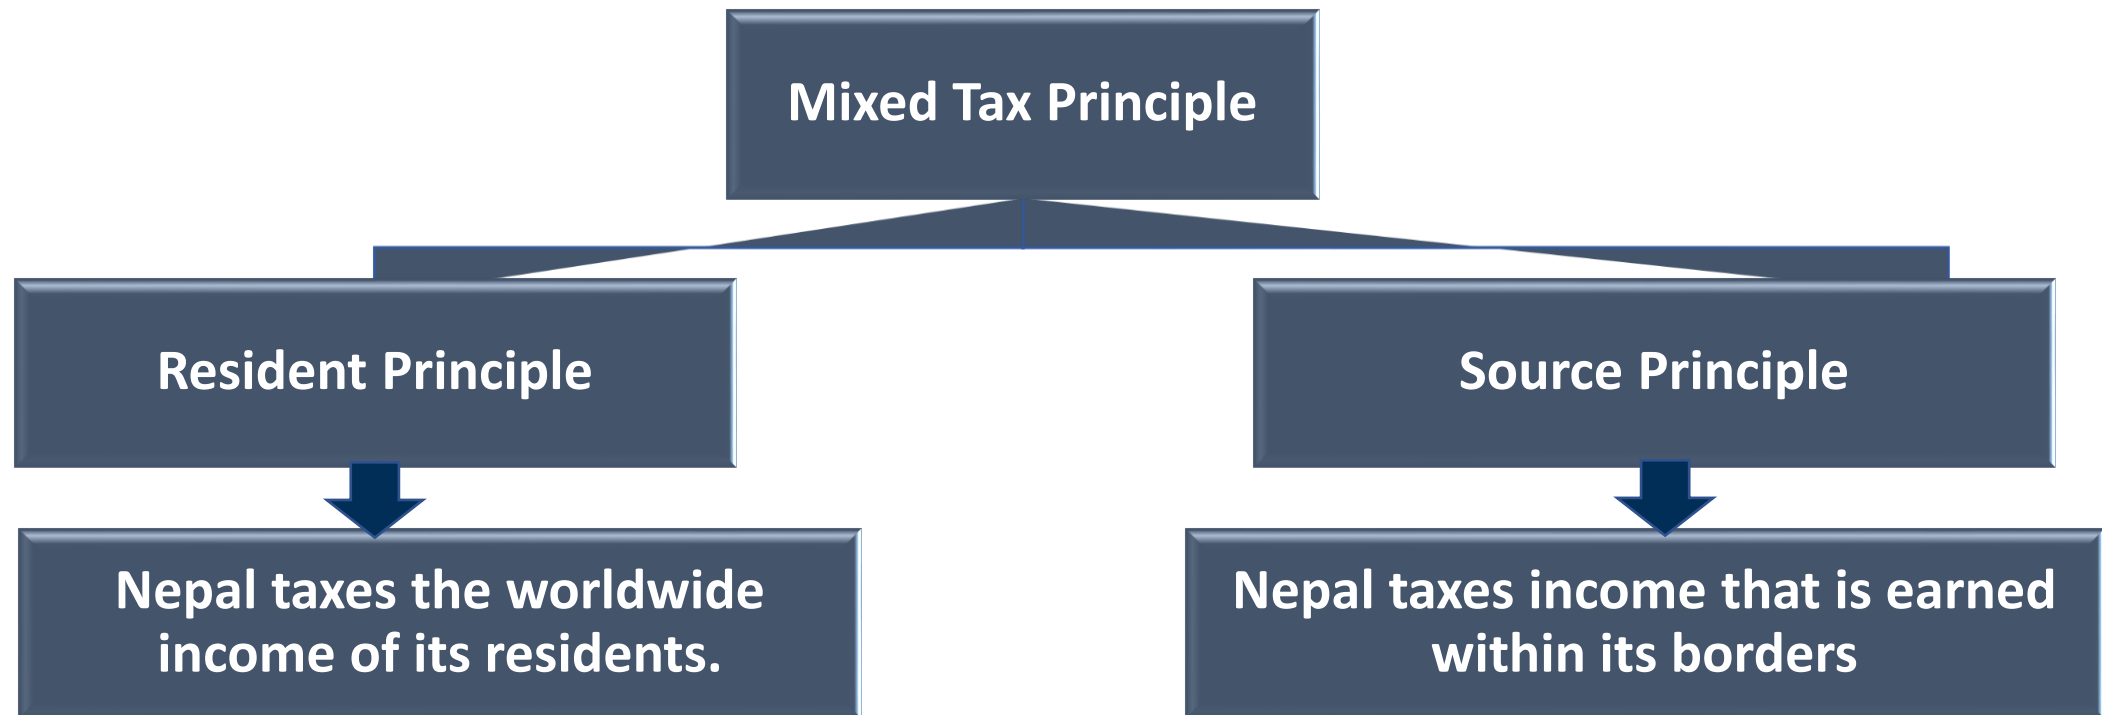 Mixed Tax Principle
Resident Principle
Source Principle
Nepal taxes the worldwide
income of its residents.
Nepal taxes income that is earned
within its borders